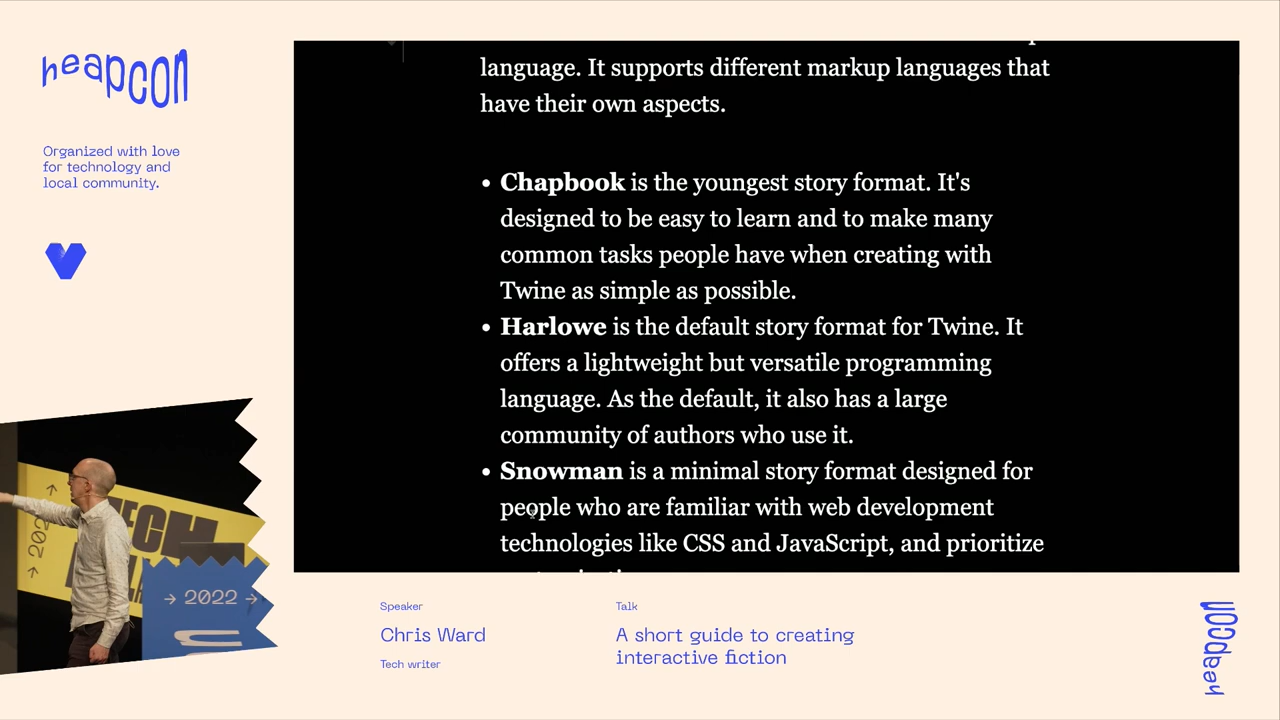 heapcon
Organized with love
for technology and
local community.
language. It supports different markup languages that
have their own aspects.
• Chapbook is the youngest story format. It's
designed to be easy to learn and to make many
common tasks people have when creating with
Twine as simple as possible.
• Harlowe is the default story format for Twine. It
offers a lightweight but versatile programming
language. As the default, it also has a large
community of authors who use it.
• Snowman is a minimal story format designed for
people who are familiar with web development
technologies like CSS and JavaScript, and prioritize
→ 2022 →
Speaker
Chris Ward
Tech writer
Talk
A short guide to creating
interactive fiction
heapcon